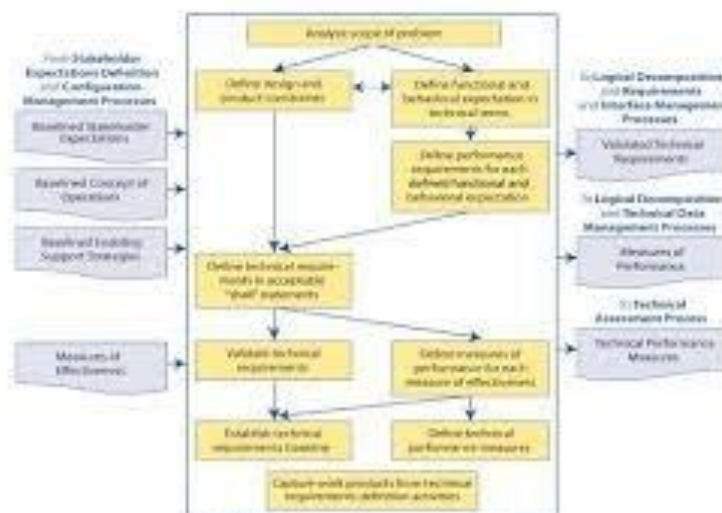 Analyze scope of problem
From Stakeholder
Expectations Definition
and Configuration
Management Processes
Baselined Stakeholder
Expectations
Baselined Concept of
Operations
Baselined Enabling
Support Strategies
Measures of
Effectiveness
Define design and
product constraints
Define functional and
behavioral expectation in
technical terms
Define performance
requirements for each
defined functional and
behavioral expectation
Define technical require-
ments in acceptable
"shall" statements
Validate technical
requirements
Define measures of
performance for each
measure of effectiveness
Establish technical
requirements baseline
Define technical
performance measures
Capture work products from technical
requirements definition activities
To Logical Decomposition
and Requirements
and Interface Management
Processes
Validated Technical
Requirements
To Logical Decomposition
and Technical Data
Management Processes
Measures of
Performance
To Technical
Assessment Process
Technical Performance
Measures